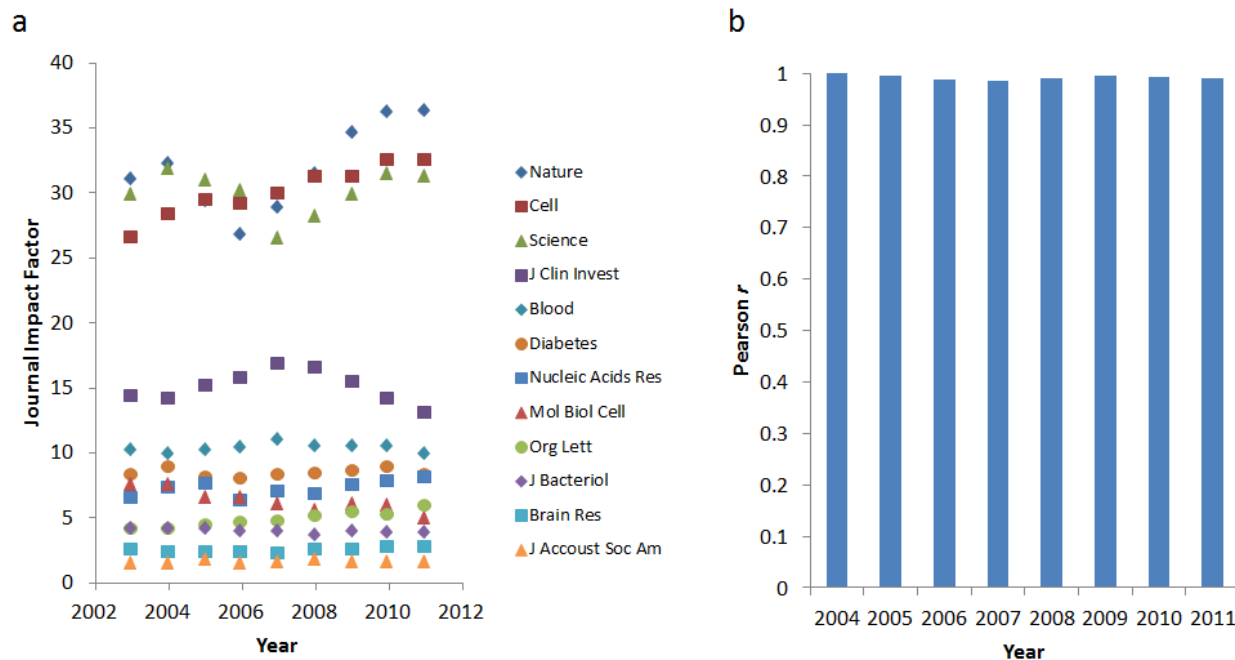 a
40
35
30
25
20
15
10
5
0
Journal Impact Factor
2002 2004 2006 2008 2010 2012
Year
Nature
Cell
Science
J Clin Invest
Blood
Diabetes
Nucleic Acids Res
Mol Biol Cell
Org Lett
J Bacteriol
Brain Res
J Accoust Soc Am
b
1
0.9
0.8
0.7
0.6
0.5
0.4
0.3
0.2
0.1
0
Pearson r
2004 2005 2006 2007 2008 2009 2010 2011
Year